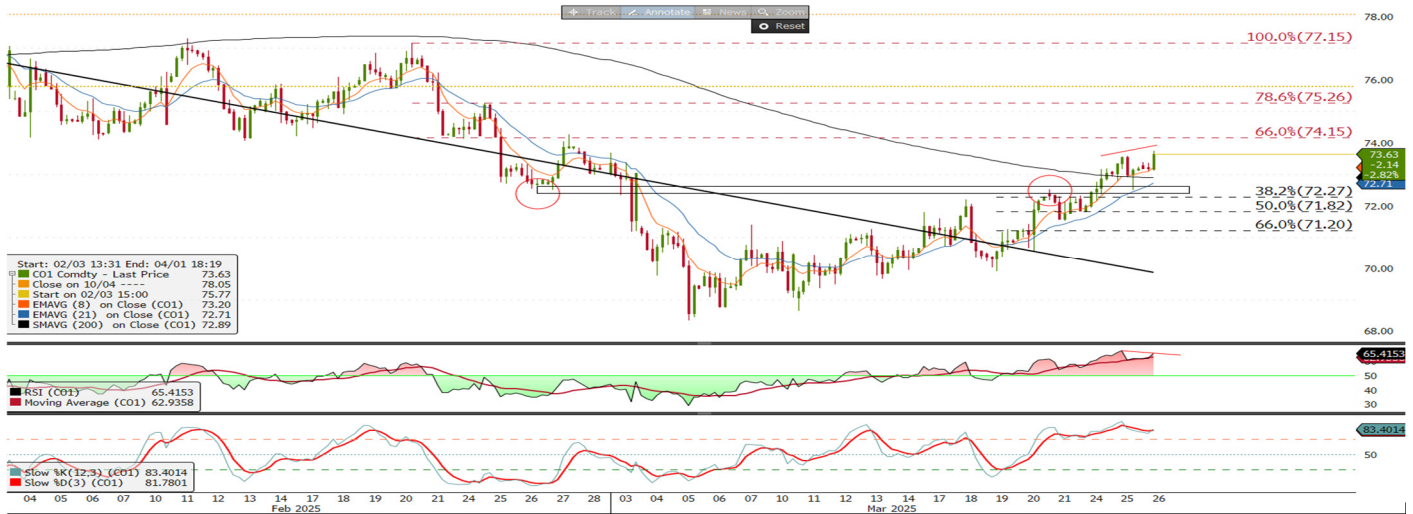 Track Annotate News Zoom
Reset
78.00
100.0%(77.15)
76.00
78.6%(75.26)
66.0%(74.15)
74.00
73.63
-2.14
-2.82%
72.71
38.2%(72.27)
72.00
50.0%(71.82)
66.0%(71.20)
70.00
68.00
Start: 02/03 13:31 End: 04/01 18:19
CO1 Comdty - Last Price 73.63
Close on 10/04 ---- 78.05
Start on 02/03 15:00 75.77
EMAVG (8) on Close (CO1) 73.20
EMAVG (21) on Close (CO1) 72.71
SMAVG (200) on Close (CO1) 72.89
65.4153
50
40
30
RSI (CO1) 65.4153
Moving Average (CO1) 62.9358
83.4014
50
Slow %K(12,3) (CO1) 83.4014
Slow %D(3) (CO1) 81.7801
04 05 06 07 10 11 12 13 14 17 18 19 20 21 24 25 26 27 28 03 04 05 06 07 10 11 12 13 14 17 18 19 20 21 24 25 26
Feb 2025 Mar 2025